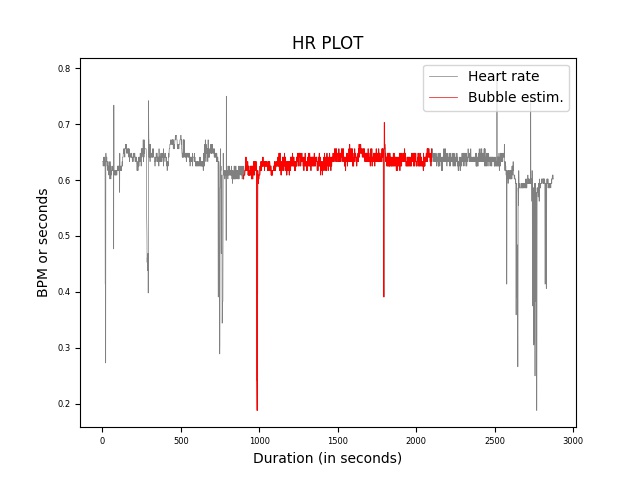 HR PLOT
Heart rate
Bubble estim.
BPM or seconds
0.8
0.7
0.6
0.5
0.4
0.3
0.2
0 500 1000 1500 2000 2500 3000
Duration (in seconds)